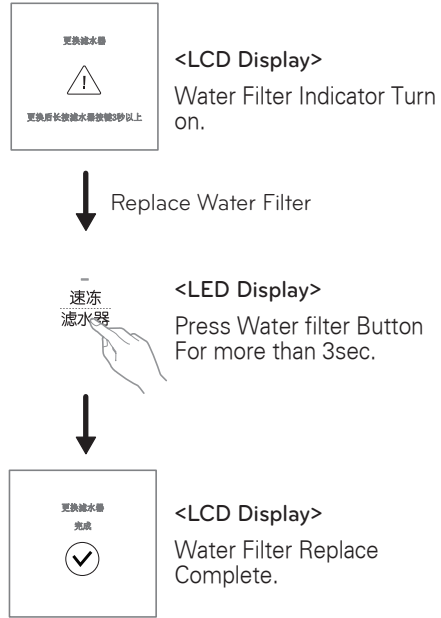 更换滤水器
<LCD Display>
Water Filter Indicator Turn
on.
更换后长按滤水器按键3秒以上
Replace Water Filter
速冻
滤水器
<LED Display>
Press Water filter Button
For more than 3sec.
更换滤水器
完成
<LCD Display>
Water Filter Replace
Complete.